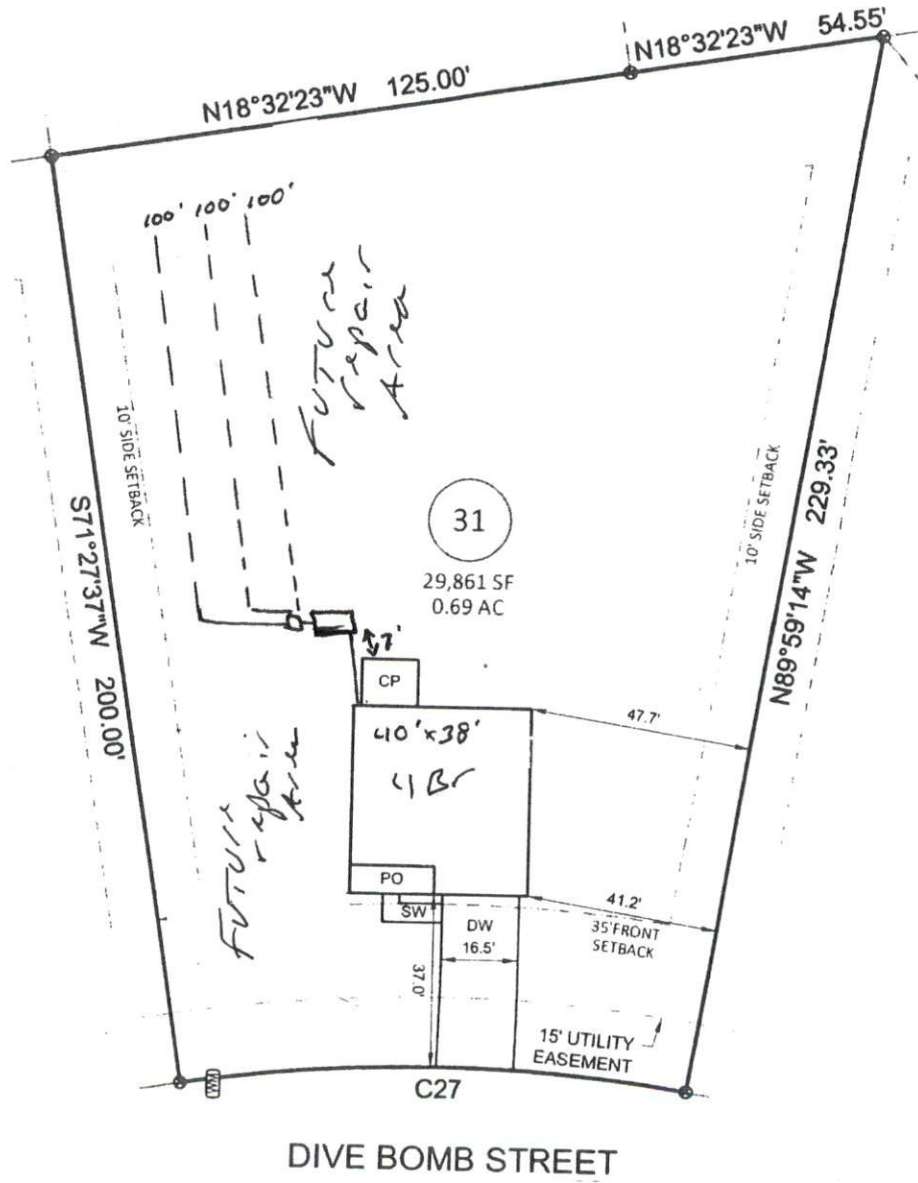 N18°32'23"W 54.55'
N18°32'23"W 125.00'
100' 100' 100'
FUTURE
repair
Area
10' SIDE SETBACK
31
29,861 SF
0.69 AC
10' SIDE SETBACK
N89°59'14"W 229.33'
S71°27'37"W 200.00'
7'
CP
47.7'
40' x 38'
4 Br
FUTURE
repair
Area
PO
SW
DW
16.5'
41.2'
35' FRONT
SETBACK
37.0'
15' UTILITY
EASEMENT
WM
C27
DIVE BOMB STREET